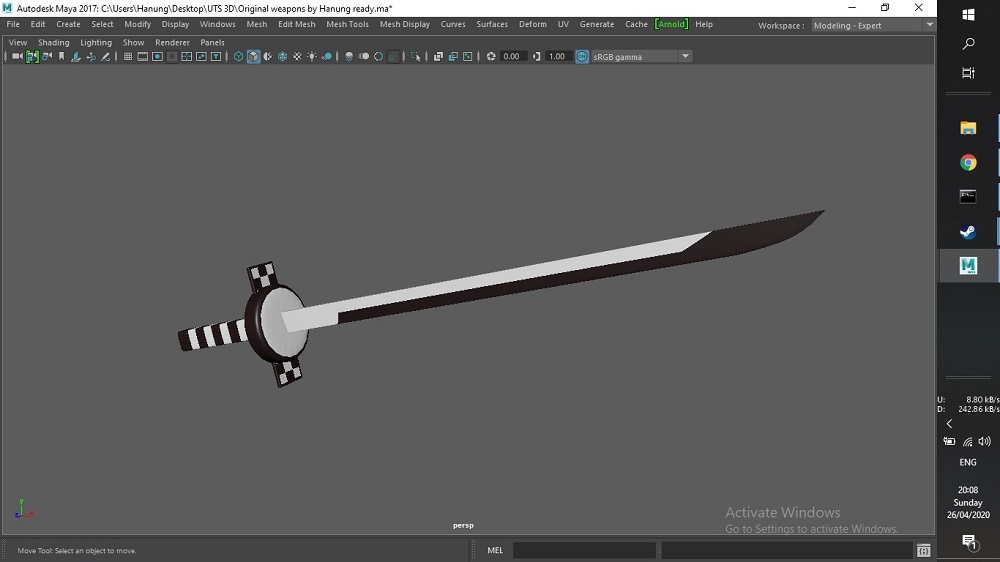 Autodesk Maya 2017: C:\Users\Hanung\Desktop\UTS 3D\Original weapons by Hanung ready.ma*
File Edit Create Select Modify Display Windows Mesh Edit Mesh Mesh Tools Mesh Display Curves Surfaces Deform UV Generate Cache [Arnold] Help Workspace : Modeling - Expert
View Shading Lighting Show Renderer Panels
0.00 1.00 sRGB gamma
U: 8.80 kB/s
D: 242.86 kB/s
ENG
20:08
Sunday
26/04/2020
1
Activate Windows
Go to Settings to activate Windows.
y
persp
Move Tool: Select an object to move.
MEL